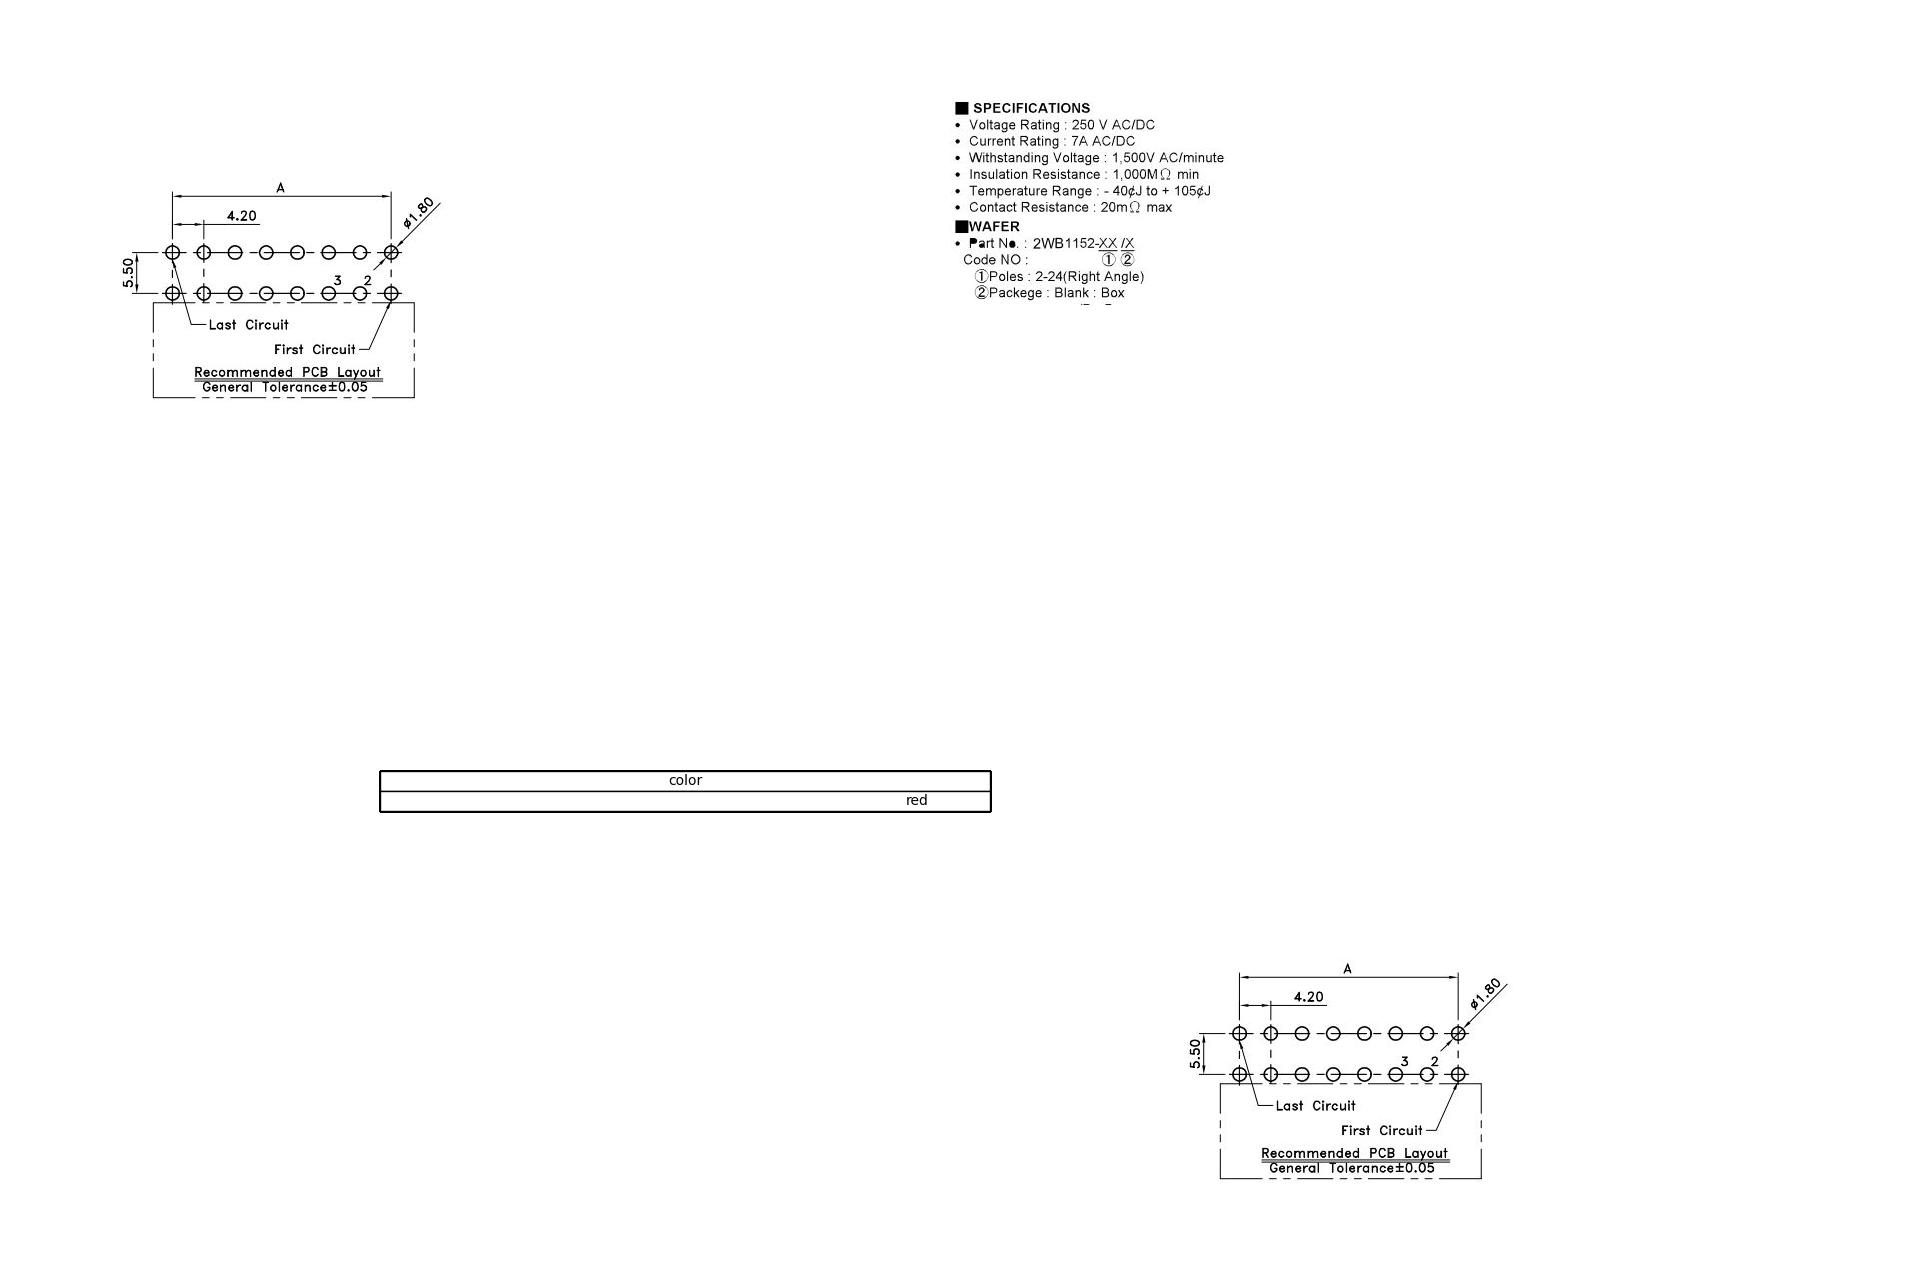 ■ SPECIFICATIONS
• Voltage Rating : 250 V AC/DC
• Current Rating : 7A AC/DC
• Withstanding Voltage : 1,500V AC/minute
• Insulation Resistance : 1,000MΩ min
• Temperature Range : - 40¢J to + 105¢J
• Contact Resistance : 20mΩ max
■WAFER
• Part No. : 2WB1152-XX /X
Code NO : ① ②
①Poles : 2-24(Right Angle)
②Packege : Blank : Box
A
4.20
ø1.80
5.50
3 2
Last Circuit
First Circuit
Recommended PCB Layout
General Tolerance±0.05
color
red
A
4.20
ø1.80
5.50
3 2
Last Circuit
First Circuit
Recommended PCB Layout
General Tolerance±0.05